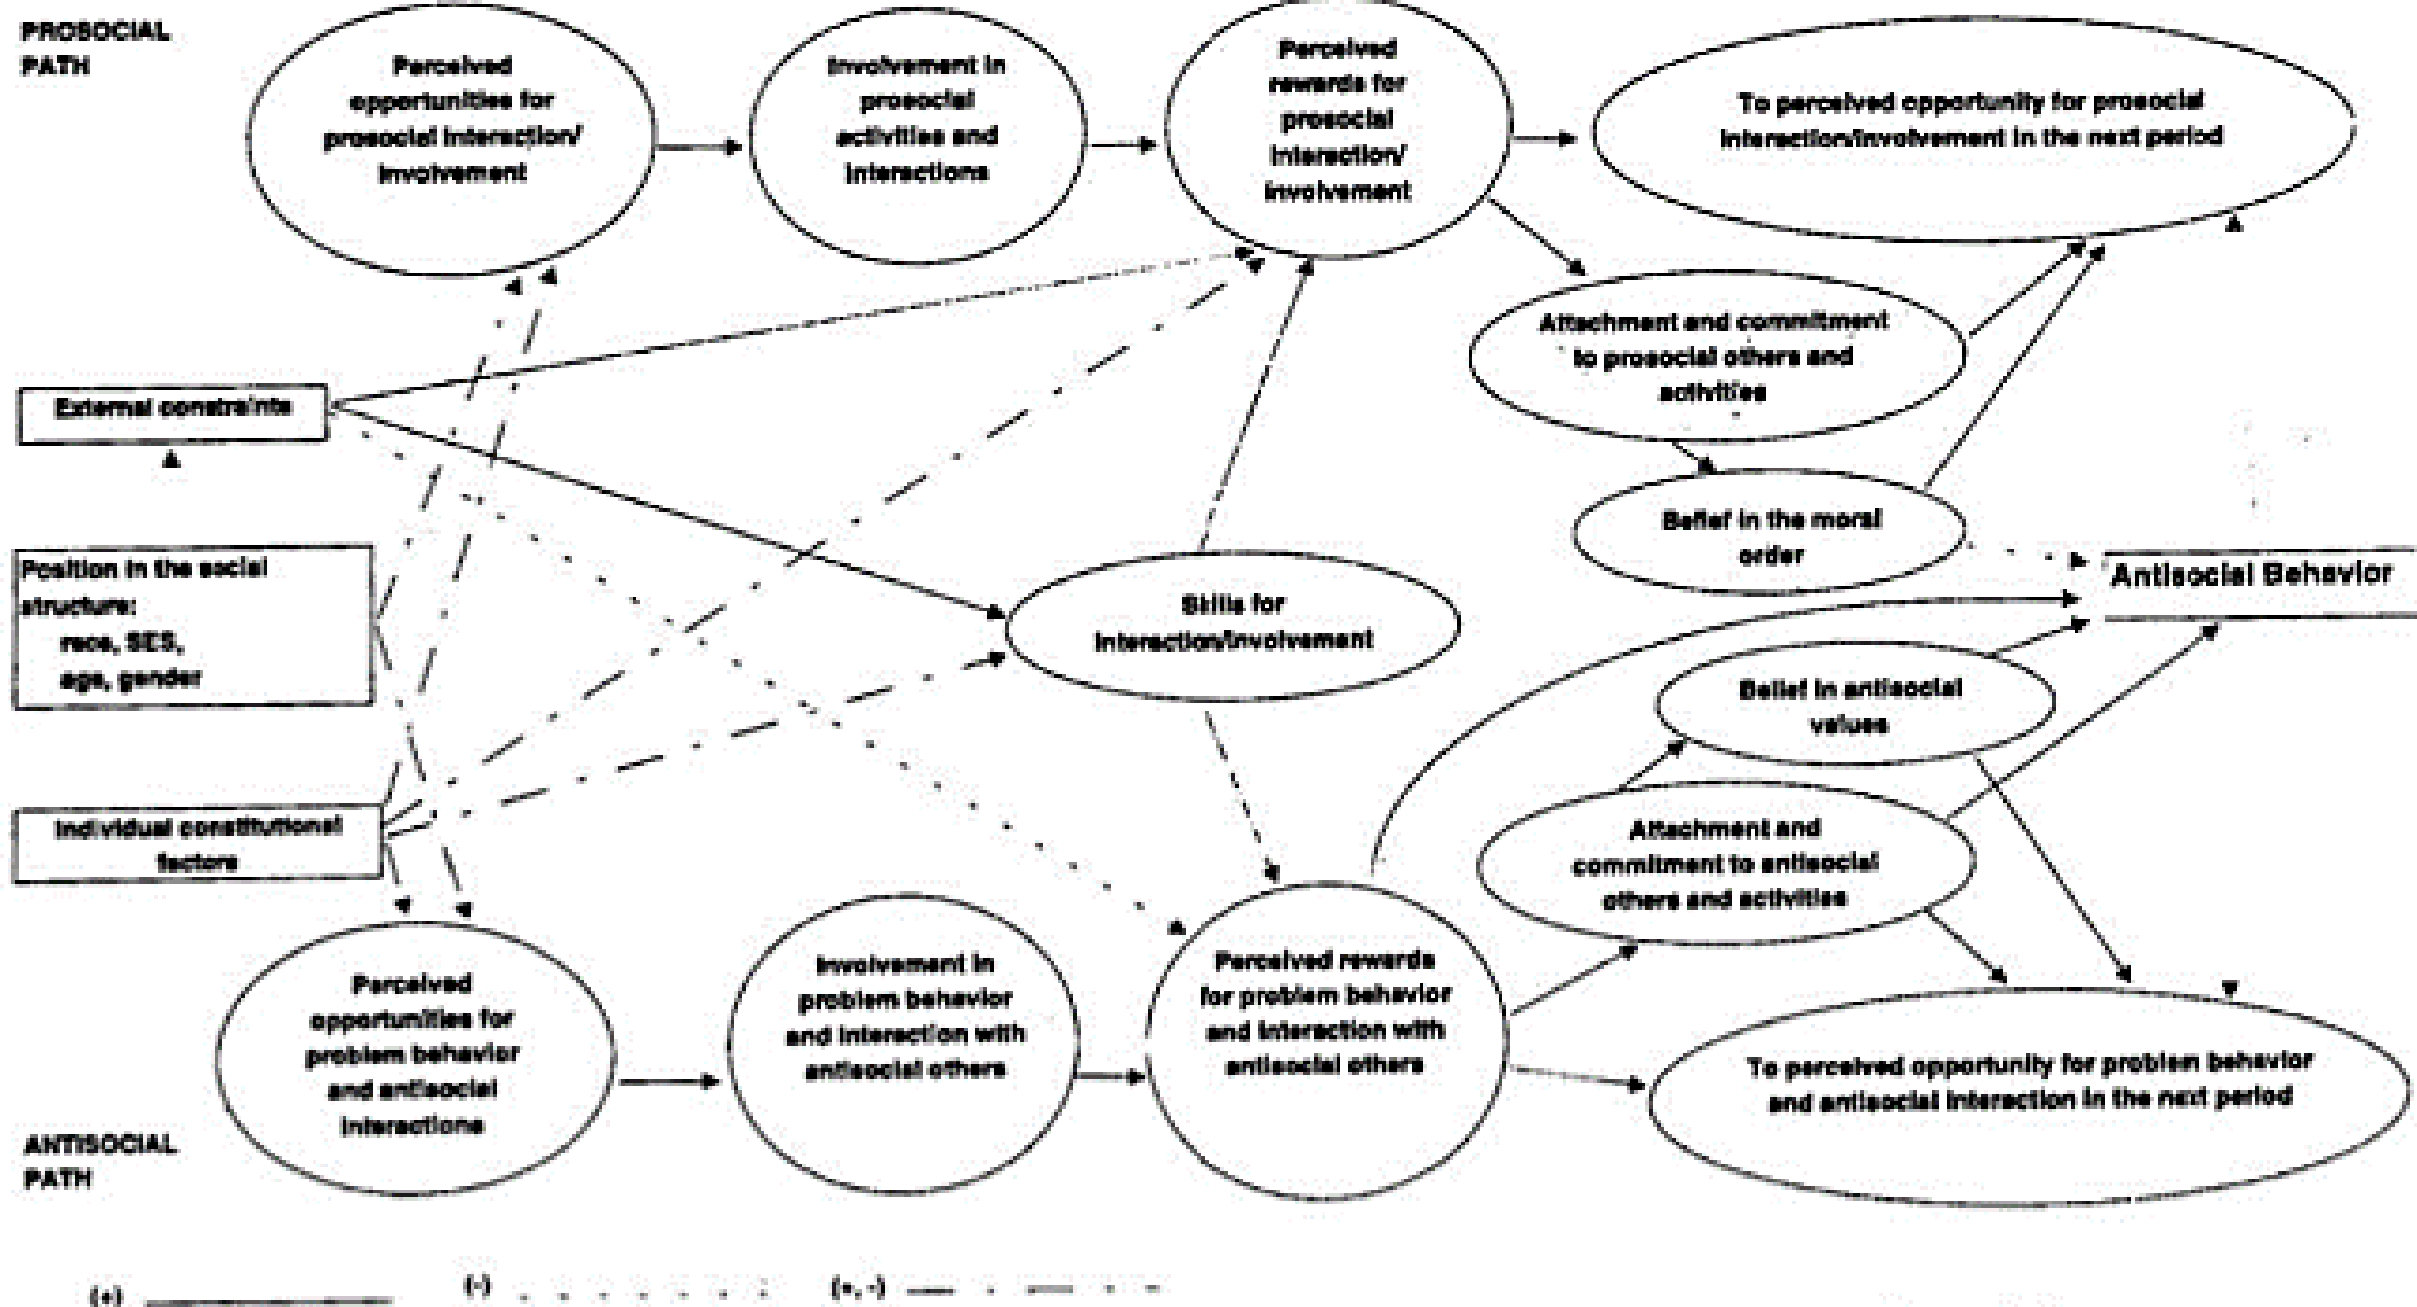 PROSOCIAL
PATH
Perceived
opportunities for
prosocial interaction/
involvement
Involvement in
prosocial
activities and
interactions
Perceived
rewards for
prosocial
interaction/
involvement
To perceived opportunity for prosocial
interaction/involvement in the next period
Attachment and commitment
to prosocial others and
activities
External constraints
Belief in the moral
order
Position in the social
structure:
race, SES,
age, gender
Skills for
interaction/involvement
Antisocial Behavior
Belief in antisocial
values
Individual constitutional
factors
Attachment and
commitment to antisocial
others and activities
Perceived
opportunities for
problem behavior
and antisocial
interactions
Involvement in
problem behavior
and interaction with
antisocial others
Perceived rewards
for problem behavior
and interaction with
antisocial others
To perceived opportunity for problem behavior
and antisocial interaction in the next period
ANTISOCIAL
PATH
(+)
(-)
(+, -)